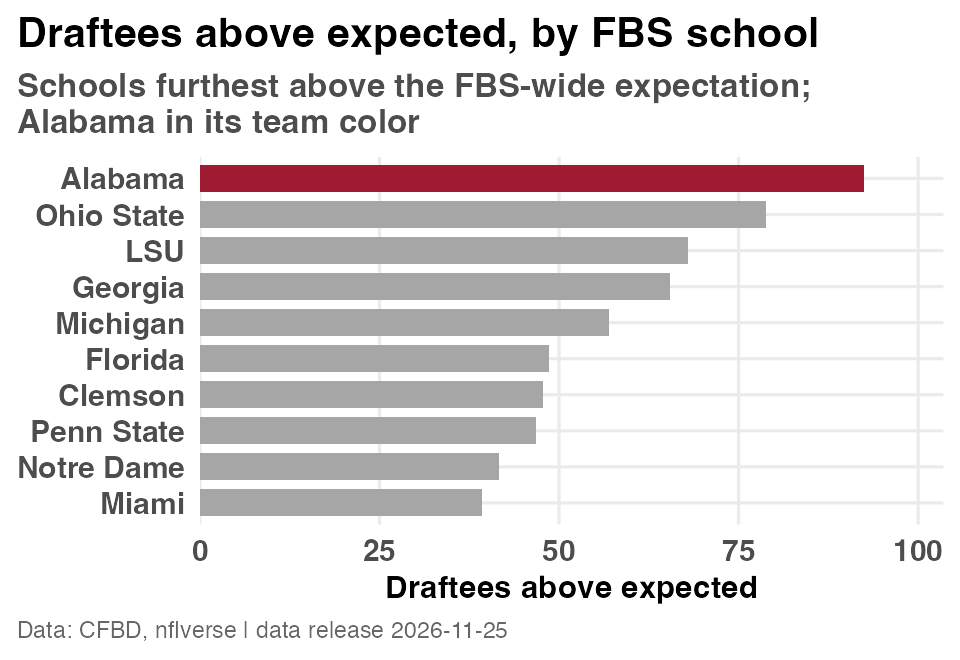 Draftees above expected, by FBS school
Schools furthest above the FBS-wide expectation;
Alabama in its team color
Alabama
Ohio State
LSU
Georgia
Michigan
Florida
Clemson
Penn State
Notre Dame
Miami
0 25 50 75 100
Draftees above expected
Data: CFBD, nflverse | data release 2026-11-25